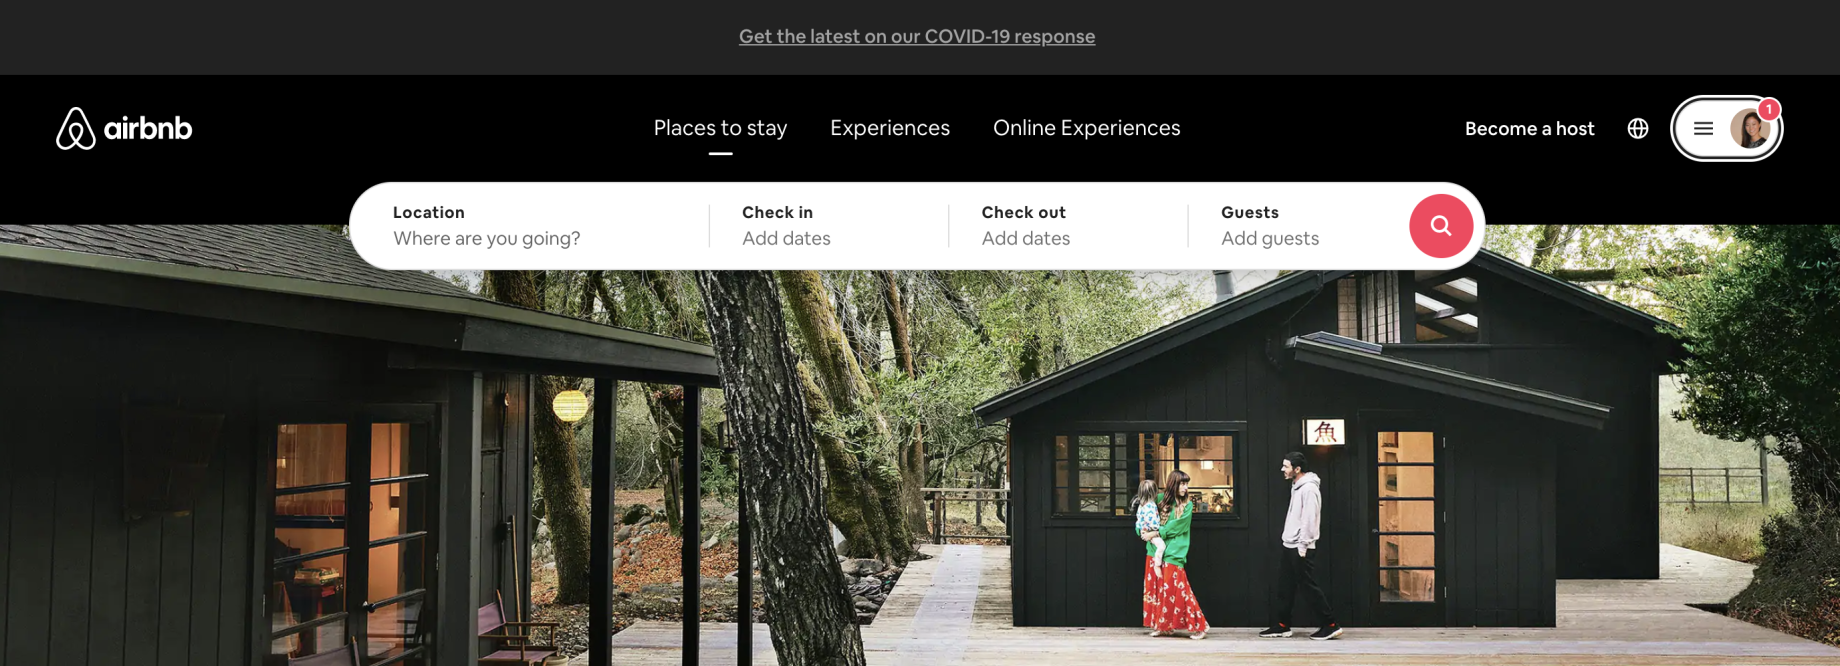 Get the latest on our COVID-19 response
airbnb
Places to stay
Experiences
Online Experiences
Become a host
1
Location
Where are you going?
Check in
Add dates
Check out
Add dates
Guests
Add guests
魚